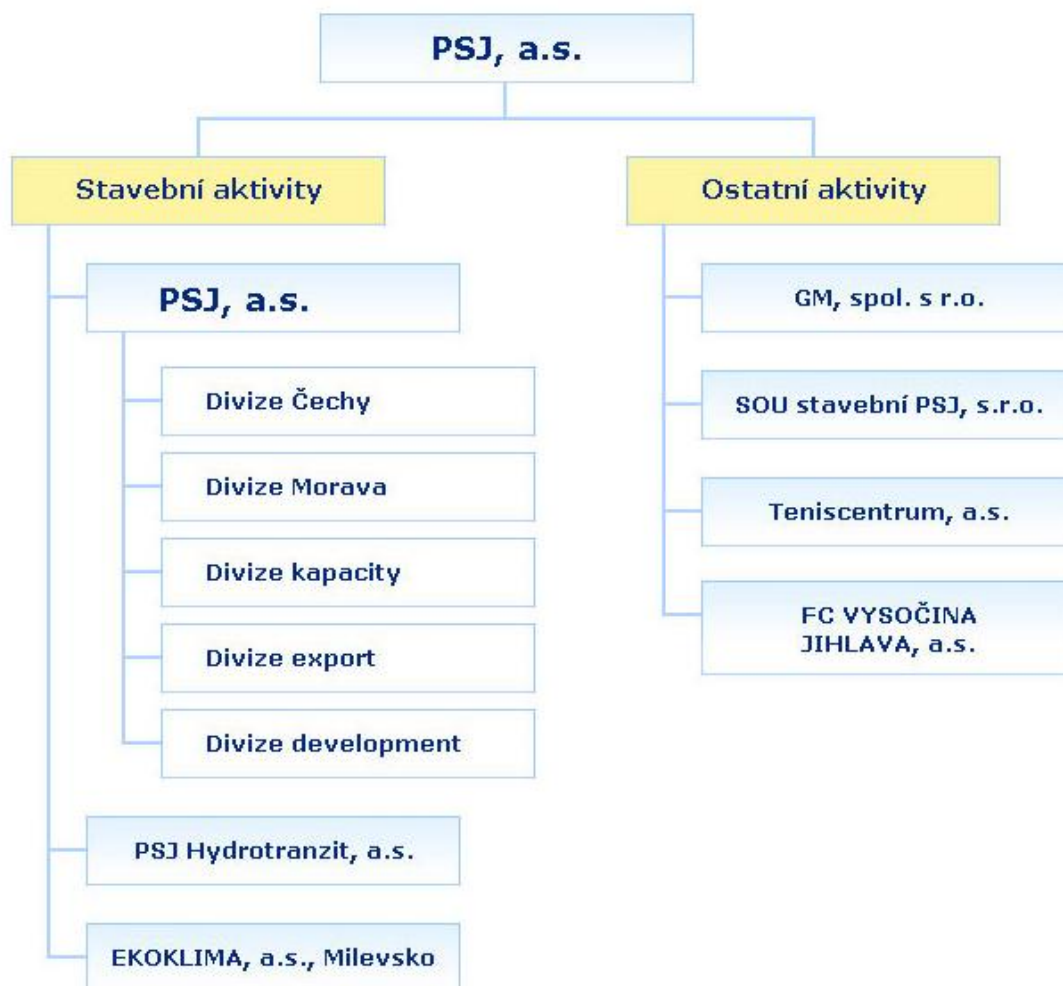 PSJ, a.s.
Stavební aktivity
PSJ, a.s.
Divize Čechy
Divize Morava
Divize kapacity
Divize export
Divize development
PSJ Hydrotranzit, a.s.
EKOKLIMA, a.s., Milevsko
Ostatní aktivity
GM, spol. s r.o.
SOU stavební PSJ, s.r.o.
Teniscentrum, a.s.
FC VYSOČINA
JIHLAVA, a.s.